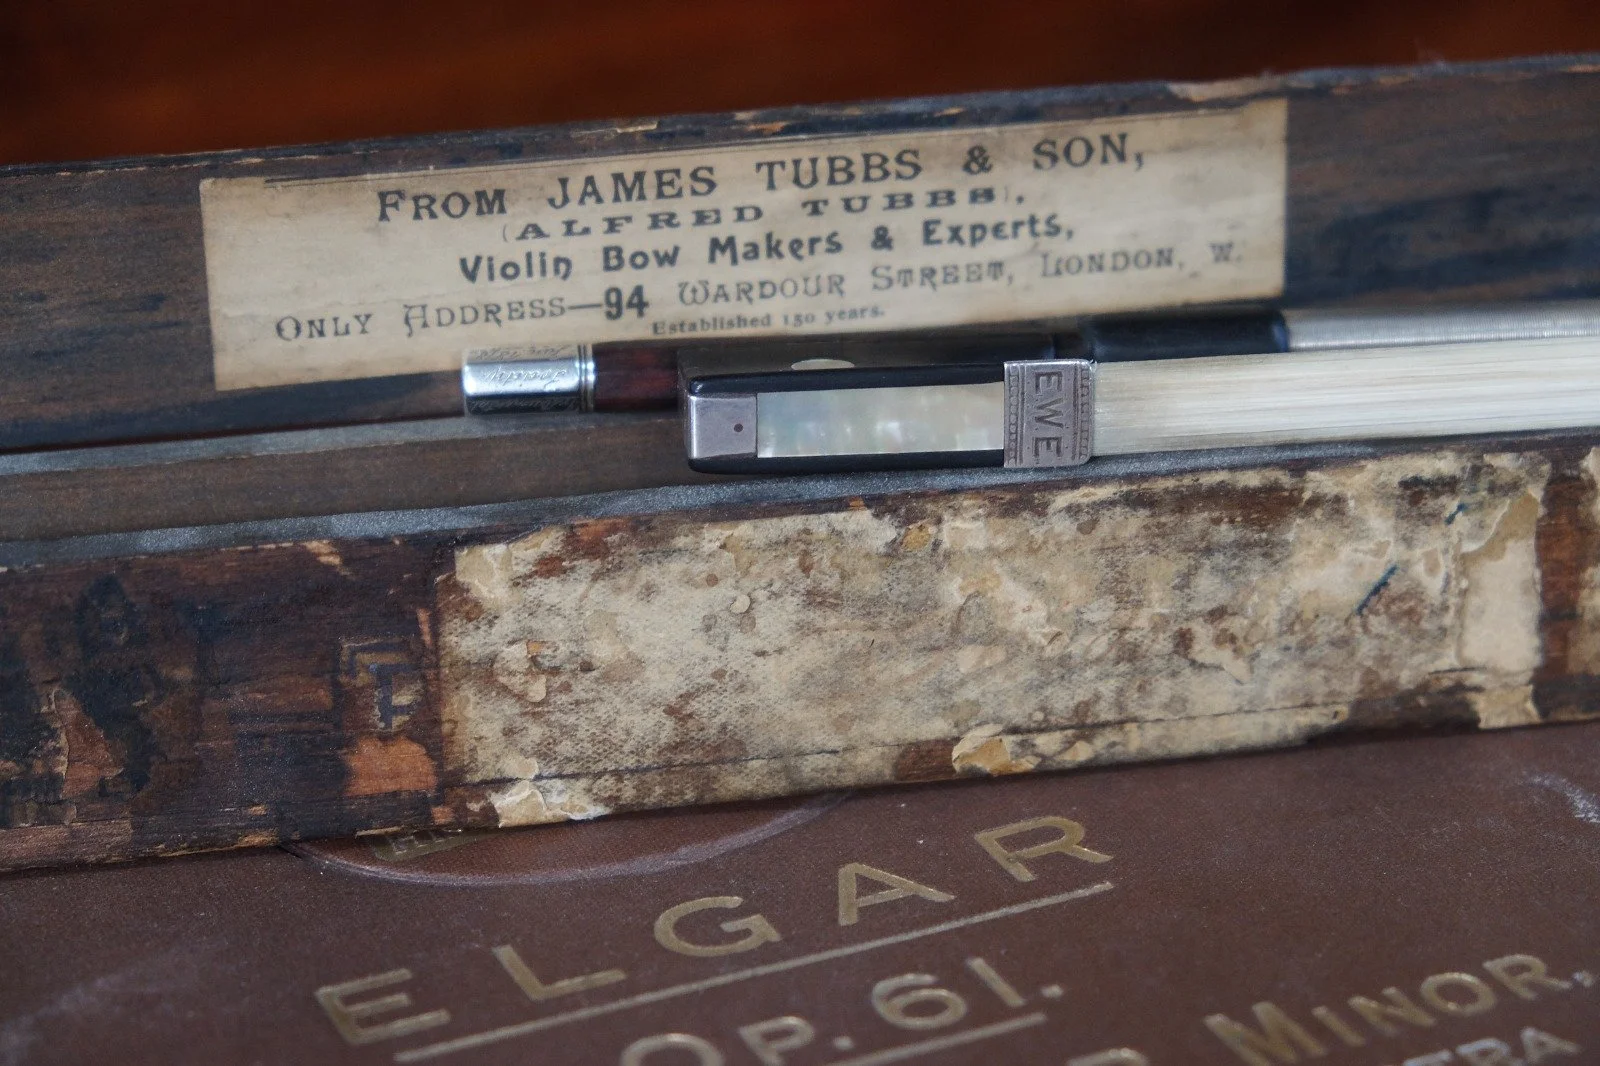 FROM JAMES TUBBS & SON,
(ALFRED TUBBS),
Violin Bow Makers & Experts,
ONLY ADDRESS—94 WARDOUR STREET, LONDON, W.
Established 150 years.
EWE
ELGAR
OP. 61.
MINOR,